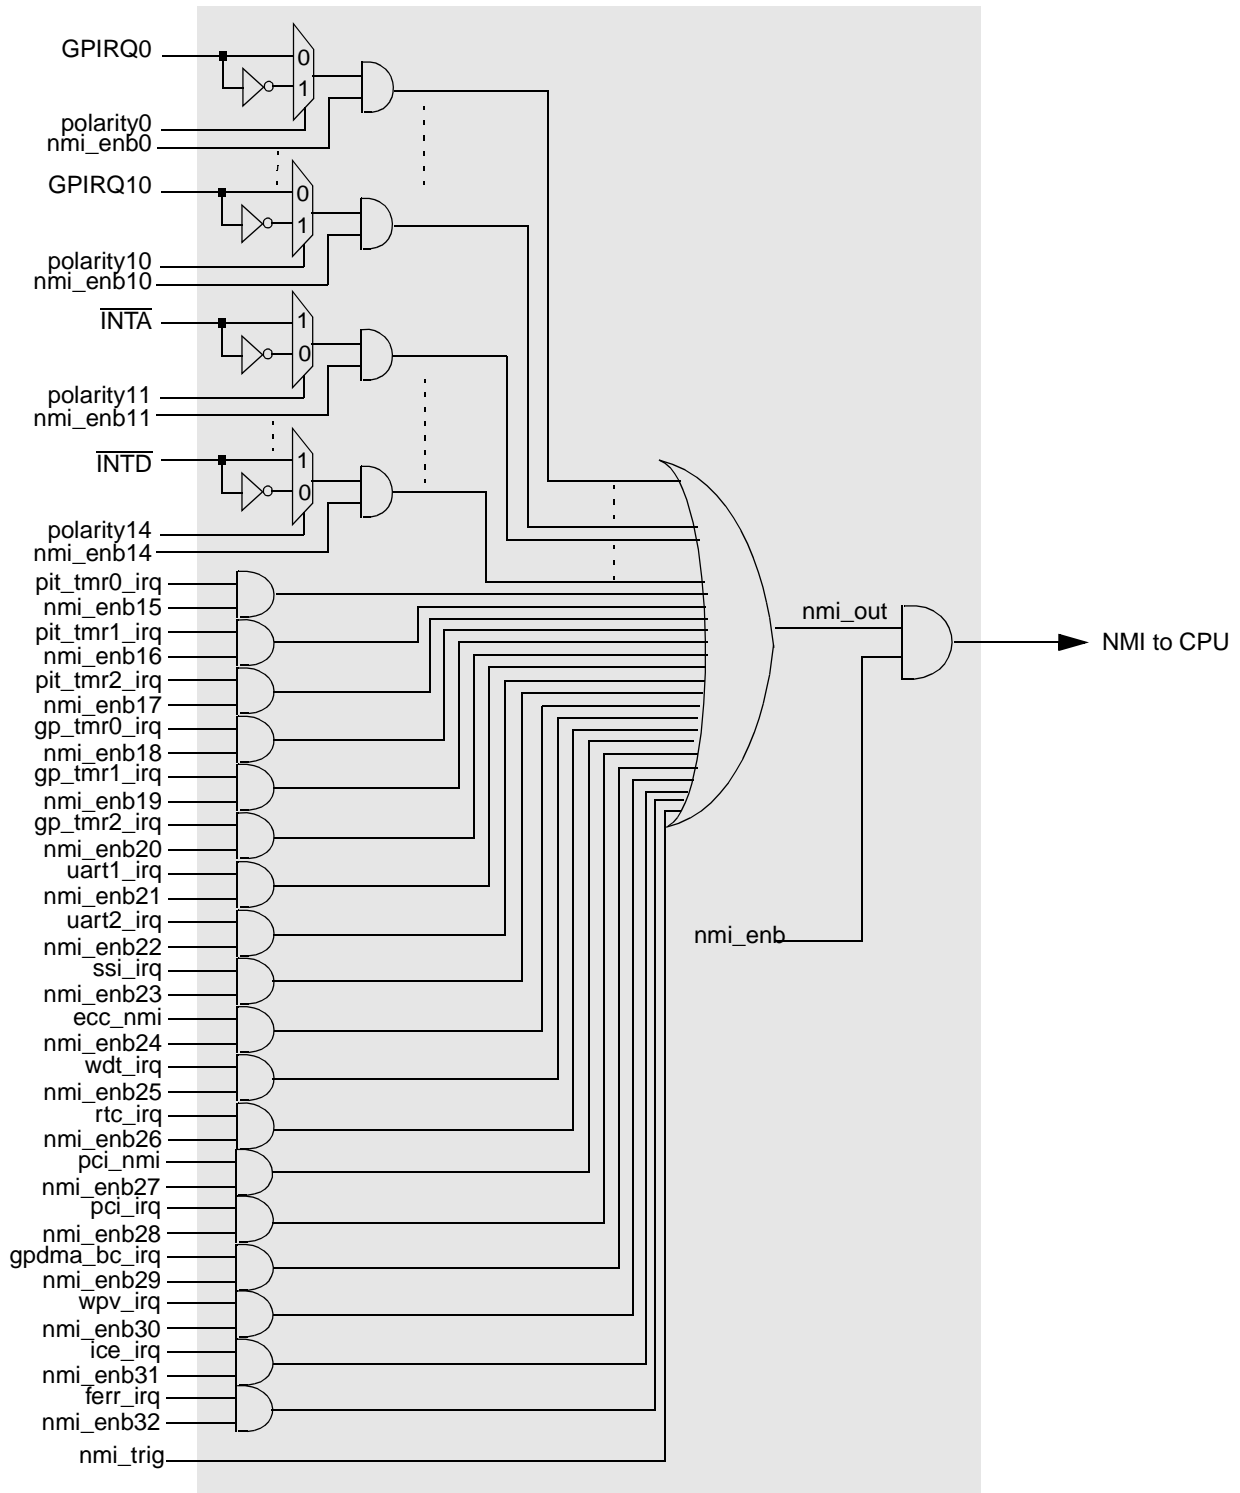 GPIRQ0
0
1
polarity0
nmi_enb0
GPIRQ10
0
1
polarity10
nmi_enb10
INTA
1
0
polarity11
nmi_enb11
INTD
1
0
polarity14
nmi_enb14
pit_tmr0_irq
nmi_enb15
pit_tmr1_irq
nmi_enb16
pit_tmr2_irq
nmi_enb17
gp_tmr0_irq
nmi_enb18
gp_tmr1_irq
nmi_enb19
gp_tmr2_irq
nmi_enb20
uart1_irq
nmi_enb21
uart2_irq
nmi_enb22
ssi_irq
nmi_enb23
ecc_nmi
nmi_enb24
wdt_irq
nmi_enb25
rtc_irq
nmi_enb26
pci_nmi
nmi_enb27
pci_irq
nmi_enb28
gpdma_bc_irq
nmi_enb29
wpv_irq
nmi_enb30
ice_irq
nmi_enb31
ferr_irq
nmi_enb32
nmi_trig
nmi_out
NMI to CPU
nmi_enb